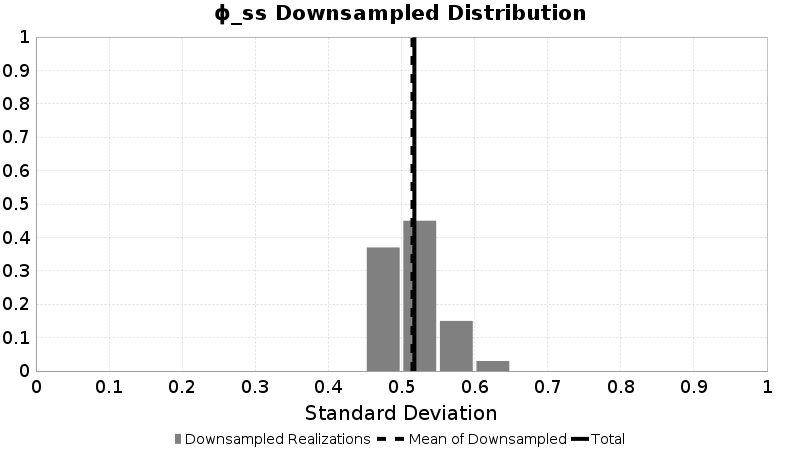 ϕ_ss Downsampled Distribution
1
0.9
0.8
0.7
0.6
0.5
0.4
0.3
0.2
0.1
0
0 0.1 0.2 0.3 0.4 0.5 0.6 0.7 0.8 0.9 1
Standard Deviation
Downsampled Realizations Mean of Downsampled Total